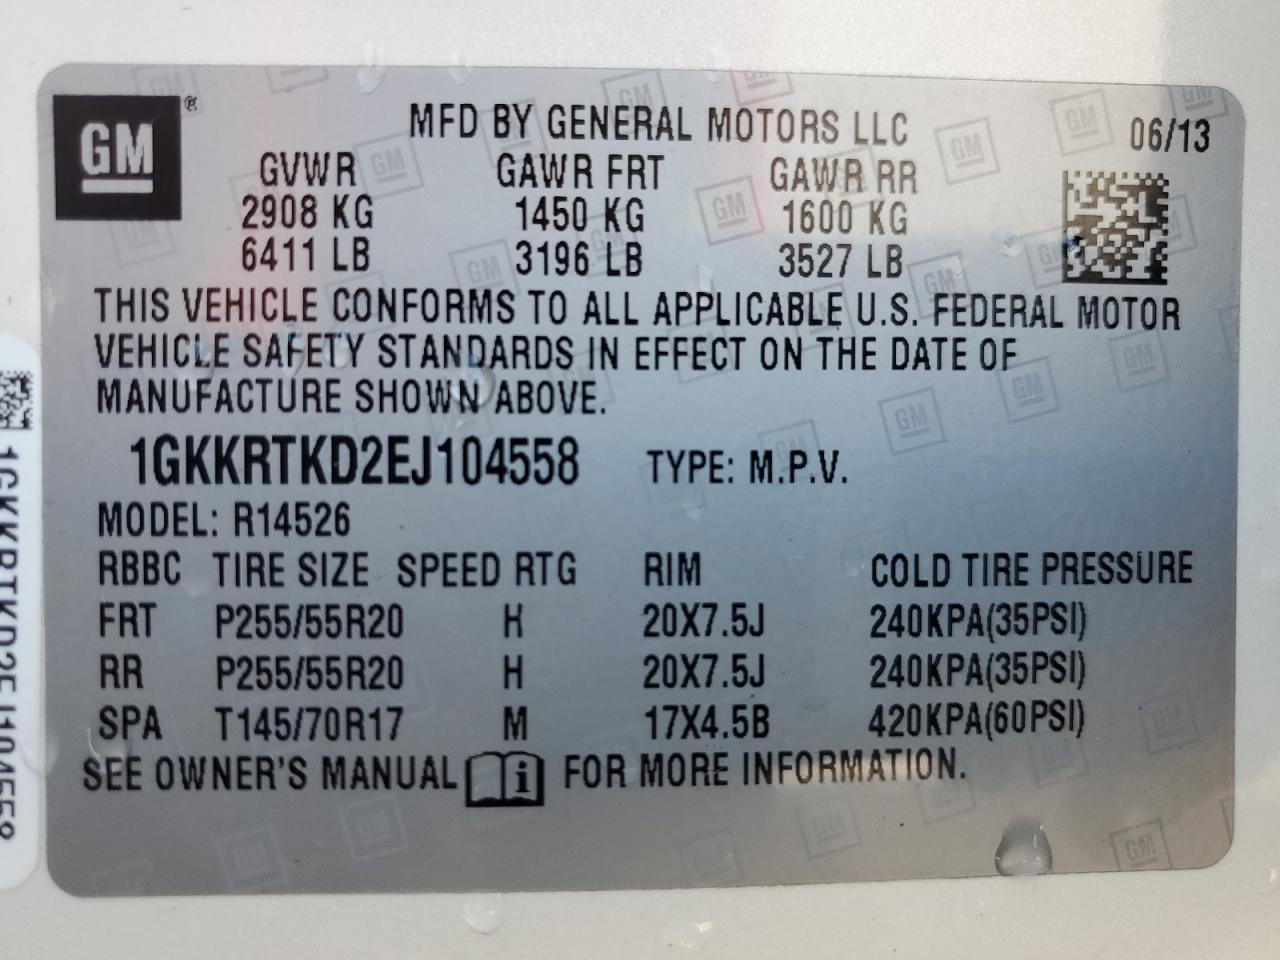 GM ®
MFD BY GENERAL MOTORS LLC 06/13
GVWR GAWR FRT GAWR RR
2908 KG 1450 KG 1600 KG
6411 LB 3196 LB 3527 LB
THIS VEHICLE CONFORMS TO ALL APPLICABLE U.S. FEDERAL MOTOR
VEHICLE SAFETY STANDARDS IN EFFECT ON THE DATE OF
MANUFACTURE SHOWN ABOVE.
1GKKRTKD2EJ104558 TYPE: M.P.V.
MODEL: R14526
RBBC TIRE SIZE SPEED RTG RIM COLD TIRE PRESSURE
FRT P255/55R20 H 20X7.5J 240KPA(35PSI)
RR P255/55R20 H 20X7.5J 240KPA(35PSI)
SPA T145/70R17 M 17X4.5B 420KPA(60PSI)
SEE OWNER'S MANUAL i FOR MORE INFORMATION.
1GKKRTKD2EJ104558